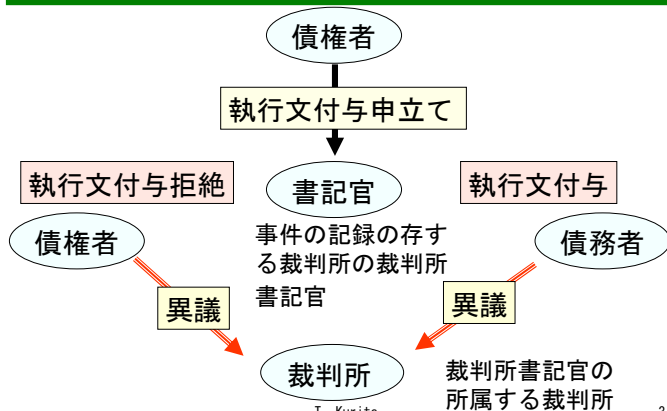 債権者
執行文付与申立て
執行文付与拒絶
書記官
執行文付与
債権者
事件の記録の存す
る裁判所の裁判所
書記官
債務者
異議
異議
裁判所
裁判所書記官の
所属する裁判所